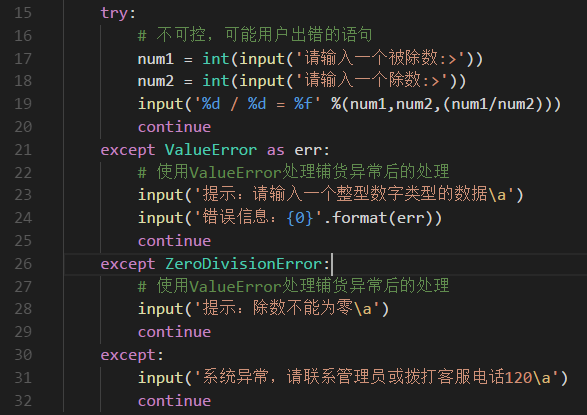 15 try:
16 # 不可控，可能用户出错的语句
17 num1 = int(input('请输入一个被除数:>'))
18 num2 = int(input('请输入一个除数:>'))
19 input('%d / %d = %f' %(num1,num2,(num1/num2)))
20 continue
21 except ValueError as err:
22 # 使用ValueError处理铺货异常后的处理
23 input('提示：请输入一个整型数字类型的数据\a')
24 input('错误信息：{0}'.format(err))
25 continue
26 except ZeroDivisionError:
27 # 使用ValueError处理铺货异常后的处理
28 input('提示：除数不能为零\a')
29 continue
30 except:
31 input('系统异常，请联系管理员或拨打客服电话120\a')
32 continue